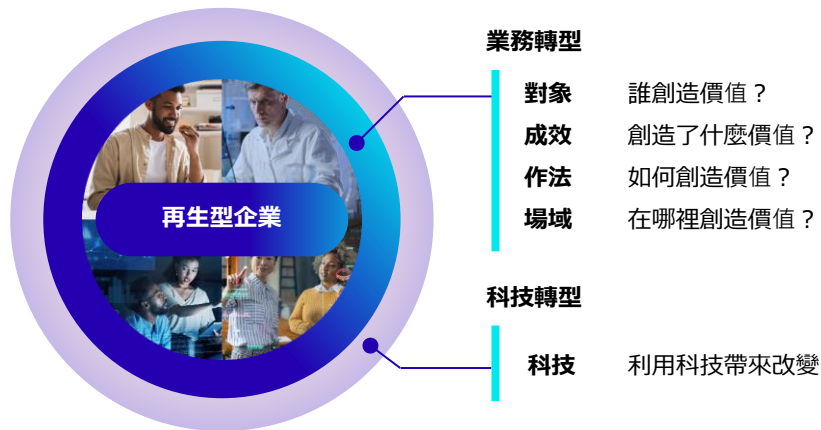 業務轉型
對象 誰創造價值？
成效 創造了什麼價值？
作法 如何創造價值？
場域 在哪裡創造價值？
再生型企業
科技轉型
科技 利用科技帶來改變